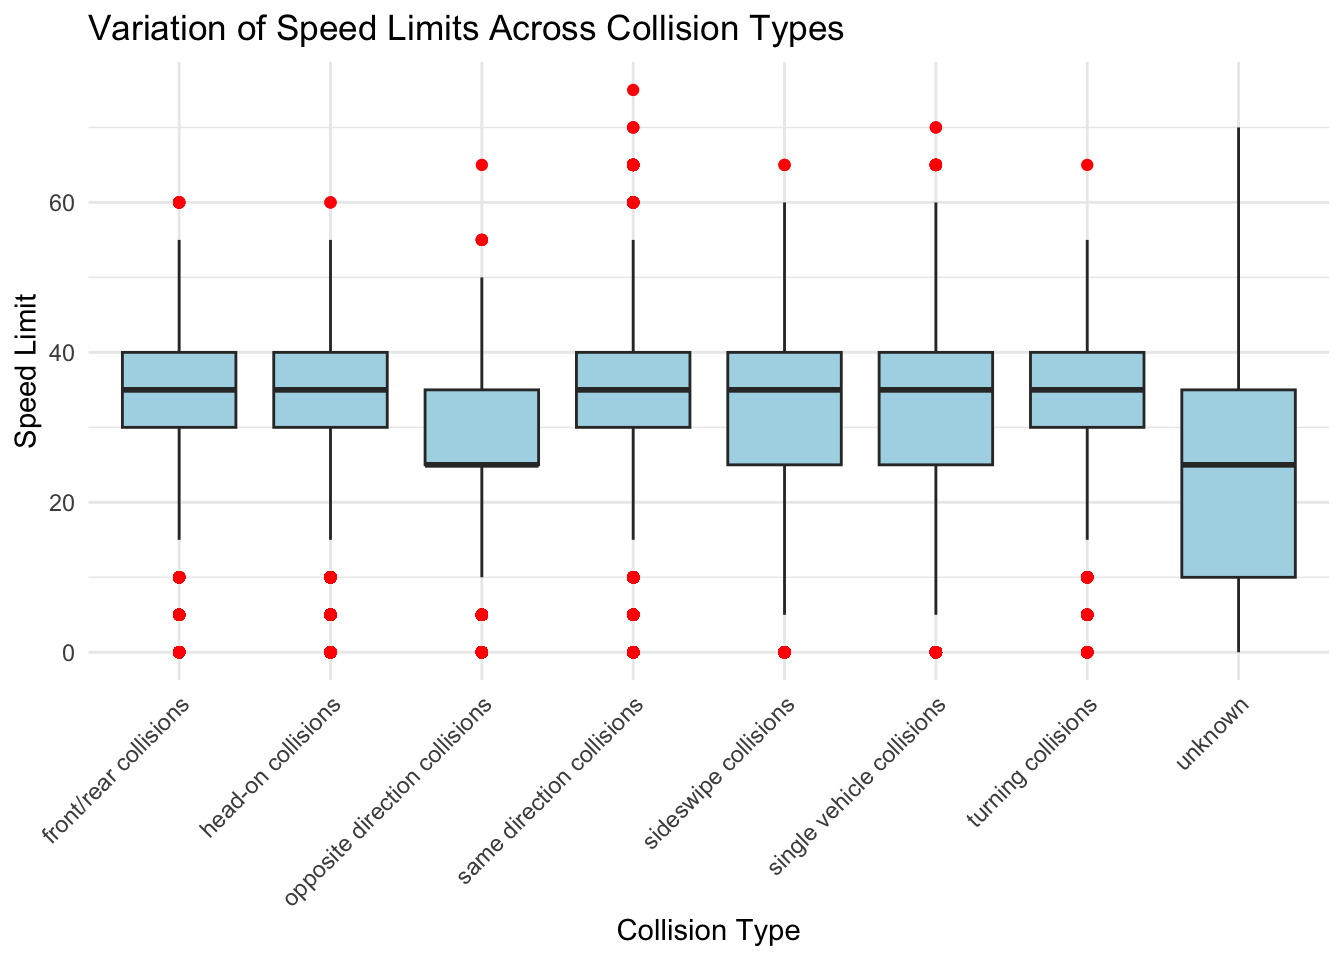 Variation of Speed Limits Across Collision Types
Speed Limit
60
40
20
0
front/rear collisions
head-on collisions
opposite direction collisions
same direction collisions
sideswipe collisions
single vehicle collisions
turning collisions
unknown
Collision Type